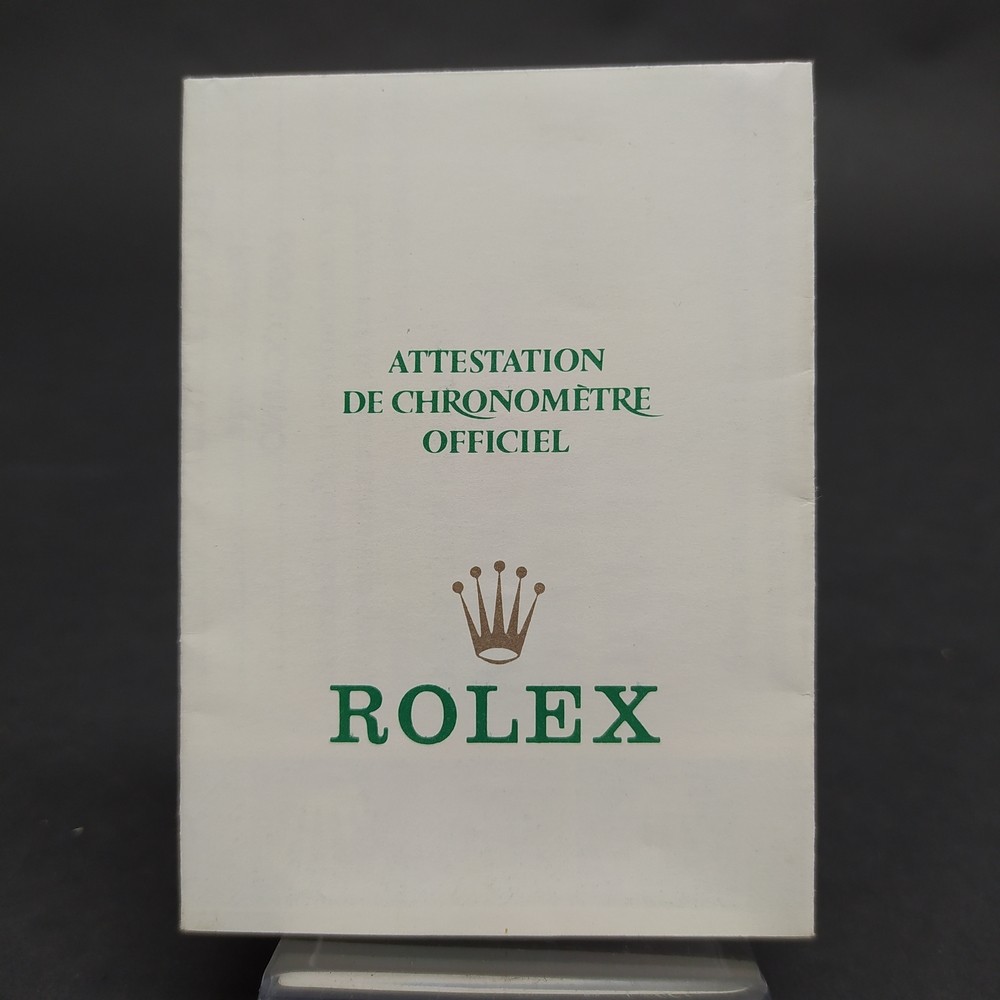 ATTESTATION
DE CHRONOMÈTRE
OFFICIEL
ROLEX